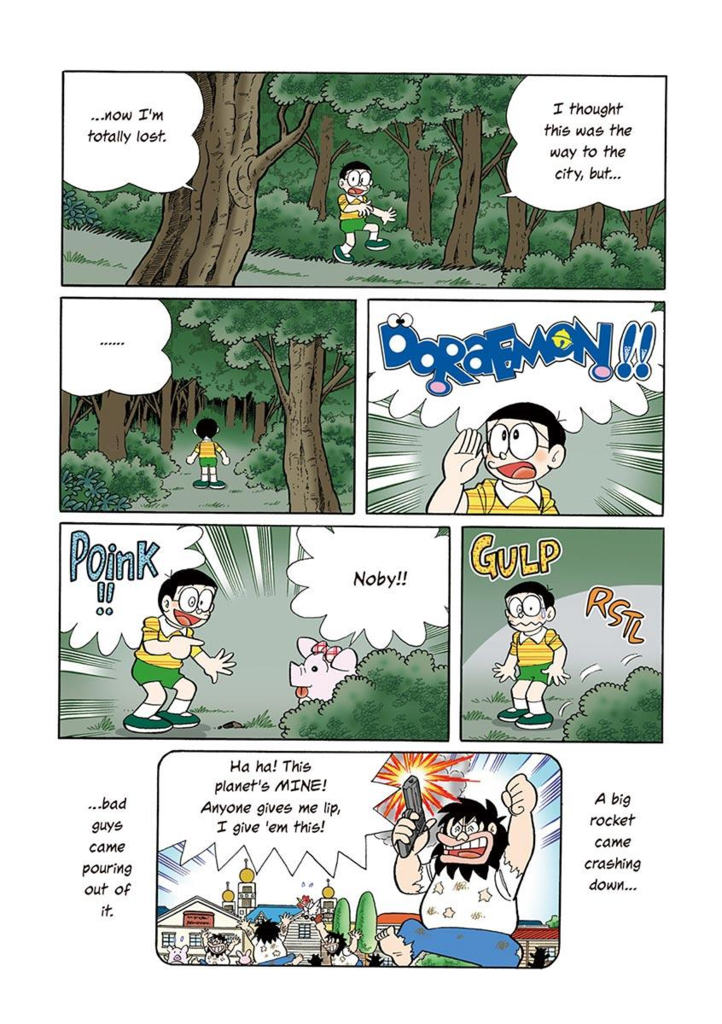 I thought
this was the
way to the
city, but...
...now I'm
totally lost.
DORAEMON!!
......
GULP
RSTL
Noby!!
Poink
!!
A big
rocket
came
crashing
down...
...bad
guys
came
pouring
out of
it.
Ha ha! This
planet's MINE!
Anyone gives me lip,
I give 'em this!